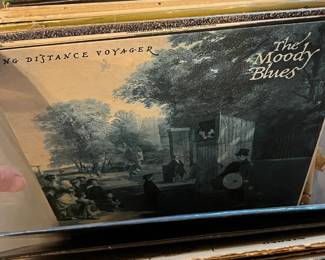 NG DISTANCE VOYAGER
The
Moody
Blues